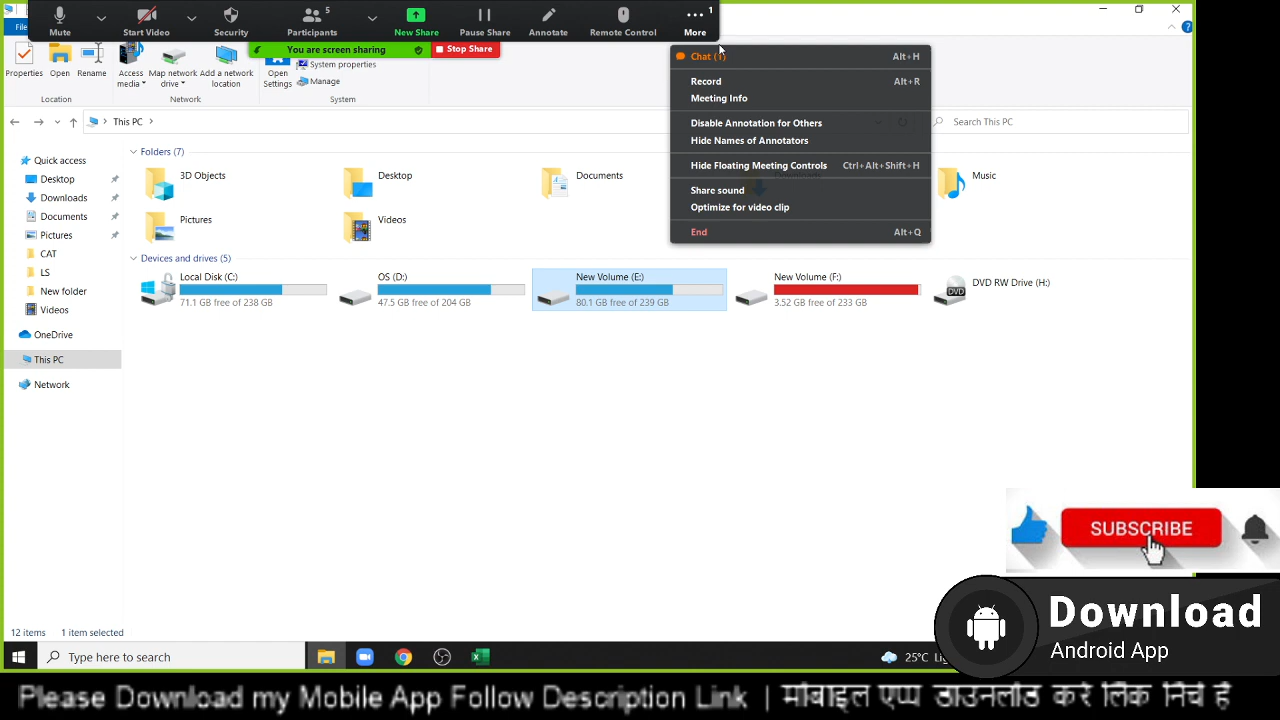 Mute
Start Video
Security
5
Participants
New Share
Pause Share
Annotate
Remote Control
1
More
File
You are screen sharing
Stop Share
Chat (1)
Alt+H
Record
Alt+R
Meeting Info
Disable Annotation for Others
Hide Names of Annotators
Hide Floating Meeting Controls
Ctrl+Alt+Shift+H
Share sound
Optimize for video clip
End
Alt+Q
Properties
Open
Rename
Access media
Map network drive
Add a network location
Open Settings
System properties
Manage
Location
Network
System
This PC
Search This PC
Quick access
Desktop
Downloads
Documents
Pictures
CAT
LS
New folder
Videos
OneDrive
This PC
Network
Folders (7)
3D Objects
Desktop
Documents
Music
Pictures
Videos
Devices and drives (5)
Local Disk (C:)
71.1 GB free of 238 GB
OS (D:)
47.5 GB free of 204 GB
New Volume (E:)
80.1 GB free of 239 GB
New Volume (F:)
3.52 GB free of 233 GB
DVD
DVD RW Drive (H:)
SUBSCRIBE
Download
Android App
12 items
1 item selected
Type here to search
25°C
Please Download my Mobile App Follow Description Link | मोबाइल एप्प डाउनलोड करे लिंक निचे है